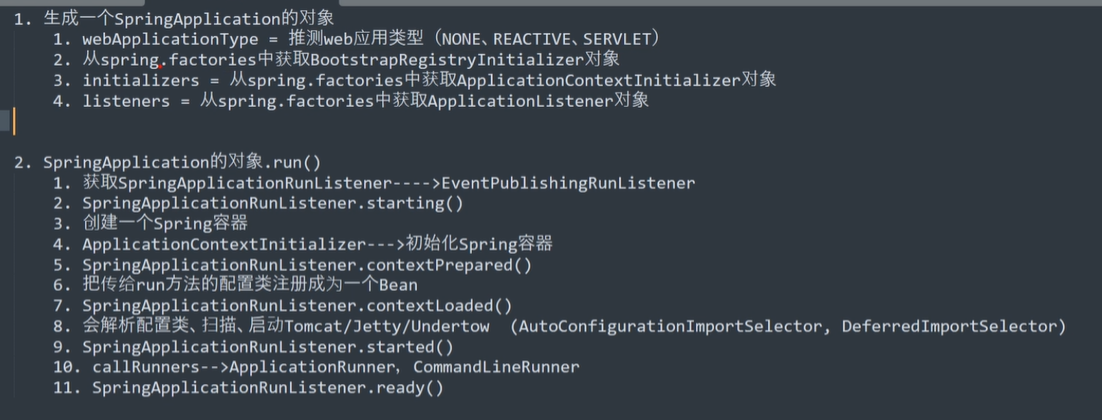 1. 生成一个SpringApplication的对象
1. webApplicationType = 推测web应用类型（NONE、REACTIVE、SERVLET）
2. 从spring.factories中获取BootstrapRegistryInitializer对象
3. initializers = 从spring.factories中获取ApplicationContextInitializer对象
4. listeners = 从spring.factories中获取ApplicationListener对象
2. SpringApplication的对象.run()
1. 获取SpringApplicationRunListener---->EventPublishingRunListener
2. SpringApplicationRunListener.starting()
3. 创建一个Spring容器
4. ApplicationContextInitializer--->初始化Spring容器
5. SpringApplicationRunListener.contextPrepared()
6. 把传给run方法的配置类注册成为一个Bean
7. SpringApplicationRunListener.contextLoaded()
8. 会解析配置类、扫描、启动Tomcat/Jetty/Undertow （AutoConfigurationImportSelector, DeferredImportSelector）
9. SpringApplicationRunListener.started()
10. callRunners-->ApplicationRunner, CommandLineRunner
11. SpringApplicationRunListener.ready()